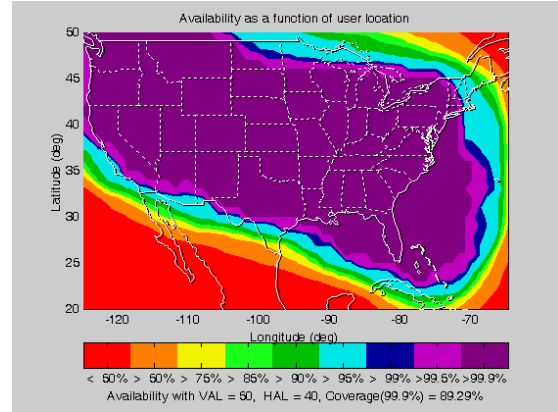 Availability as a function of user location
50
45
40
35
30
25
20
Latitude (deg)
-120 -110 -100 -90 -80 -70
Longitude (deg)
< 50% > 50% > 75% > 85% > 90% > 95% > 99% >99.5% >99.9%
Availability with VAL = 50, HAL = 40, Coverage(99.9%) = 89.29%